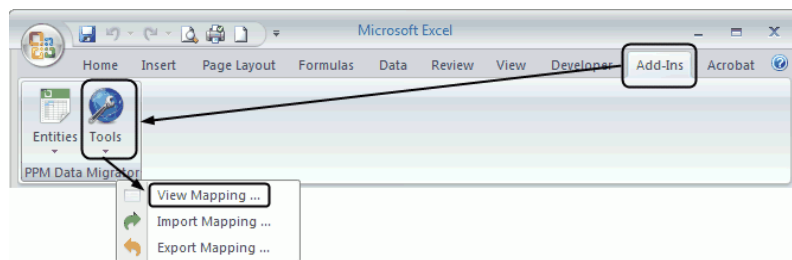 Microsoft Excel
Home Insert Page Layout Formulas Data Review View Developer Add-Ins Acrobat
Entities Tools
PPM Data Migrator
View Mapping ...
Import Mapping ...
Export Mapping ...